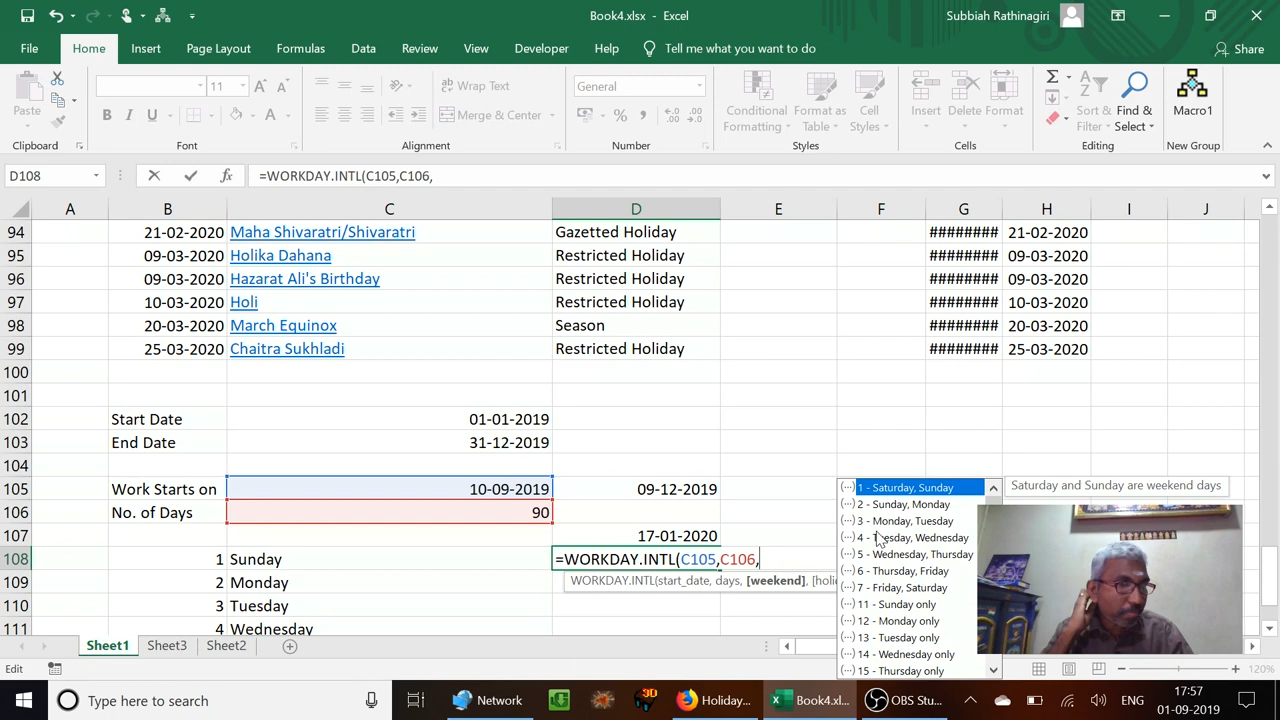 Book4.xlsx - Excel
Subbiah Rathinagiri
File Home Insert Page Layout Formulas Data Review View Developer Help Tell me what you want to do Share
Paste
Clipboard
11
B I U
Font
Wrap Text
Merge & Center
Alignment
General
Number
Conditional Formatting
Format as Table
Cell Styles
Styles
Insert Delete Format
Cells
Sort & Filter
Find & Select
Editing
Macro1
New Group
D108 =WORKDAY.INTL(C105,C106,
A B C D E F G H I J
94 21-02-2020 Maha Shivaratri/Shivaratri Gazetted Holiday ######## 21-02-2020
95 09-03-2020 Holika Dahana Restricted Holiday ######## 09-03-2020
96 09-03-2020 Hazarat Ali's Birthday Restricted Holiday ######## 09-03-2020
97 10-03-2020 Holi Restricted Holiday ######## 10-03-2020
98 20-03-2020 March Equinox Season ######## 20-03-2020
99 25-03-2020 Chaitra Sukhladi Restricted Holiday ######## 25-03-2020
100
101
102 Start Date 01-01-2019
103 End Date 31-12-2019
104
105 Work Starts on 10-09-2019 09-12-2019
106 No. of Days 90
107 17-01-2020
108 1 Sunday =WORKDAY.INTL(C105,C106,
WORKDAY.INTL(start_date, days, [weekend], [holi
109 2 Monday
110 3 Tuesday
111 4 Wednesday
1 - Saturday, Sunday
Saturday and Sunday are weekend days
2 - Sunday, Monday
3 - Monday, Tuesday
4 - Tuesday, Wednesday
5 - Wednesday, Thursday
6 - Thursday, Friday
7 - Friday, Saturday
11 - Sunday only
12 - Monday only
13 - Tuesday only
14 - Wednesday only
15 - Thursday only
Sheet1 Sheet3 Sheet2
Edit
120%
Type here to search
Network
3D
Holiday...
Book4.xl...
OBS Stu...
ENG
17:57
01-09-2019